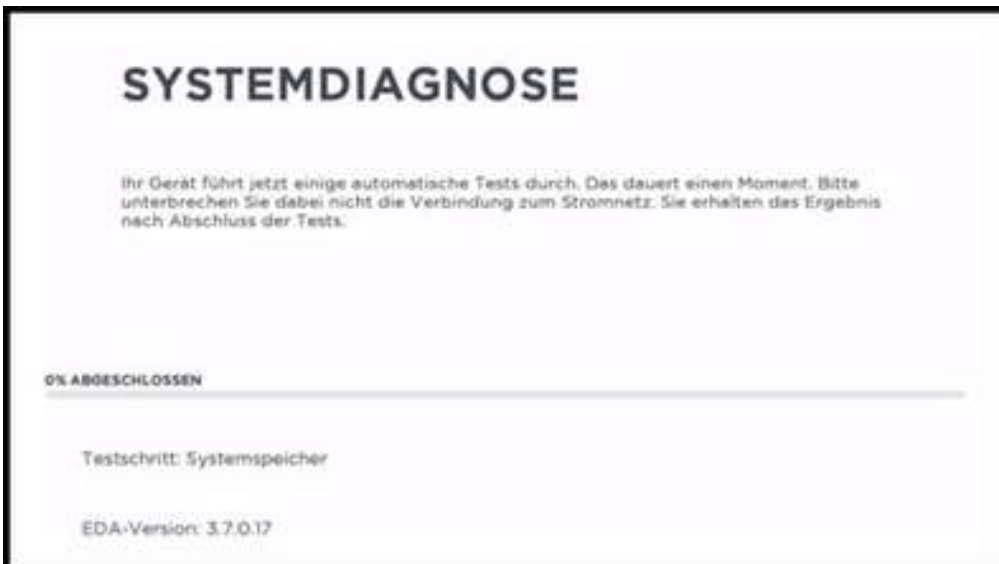 SYSTEMDIAGNOSE
Ihr Gerät führt jetzt einige automatische Tests durch. Das dauert einen Moment. Bitte
unterbrechen Sie dabei nicht die Verbindung zum Stromnetz. Sie erhalten das Ergebnis
nach Abschluss der Tests.
0% ABGESCHLOSSEN
Testschritt: Systemspeicher
EDA-Version: 3.7.0.17